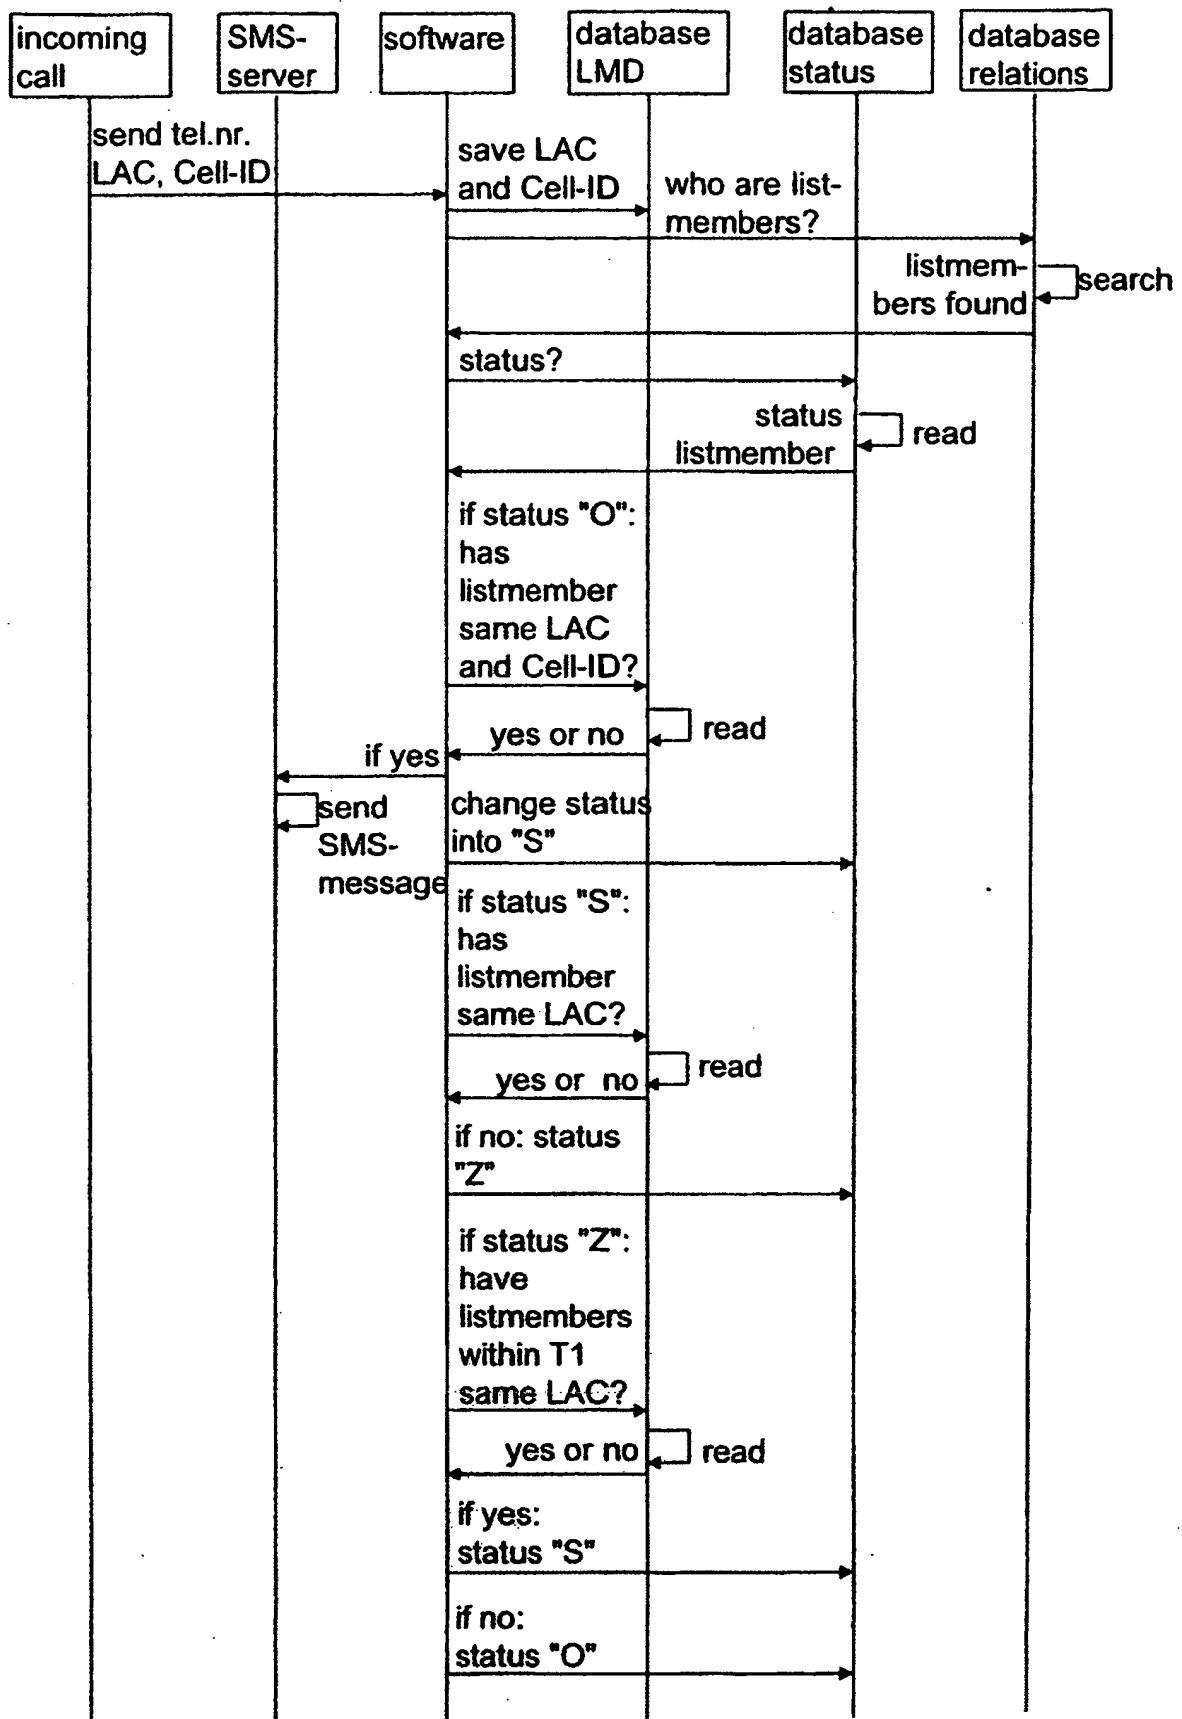 incoming
call
SMS-
server
software
database
LMD
database
status
database
relations
send tel.nr.
LAC, Cell-ID
save LAC
and Cell-ID
who are list-
members?
listmem-
bers found
search
status?
status
listmember
read
if status "O":
has
listmember
same LAC
and Cell-ID?
yes or no
read
if yes
send
SMS-
message
change status
into "S"
if status "S":
has
listmember
same LAC?
yes or no
read
if no: status
"Z"
if status "Z":
have
listmembers
within T1
same LAC?
yes or no
read
if yes:
status "S"
if no:
status "O"